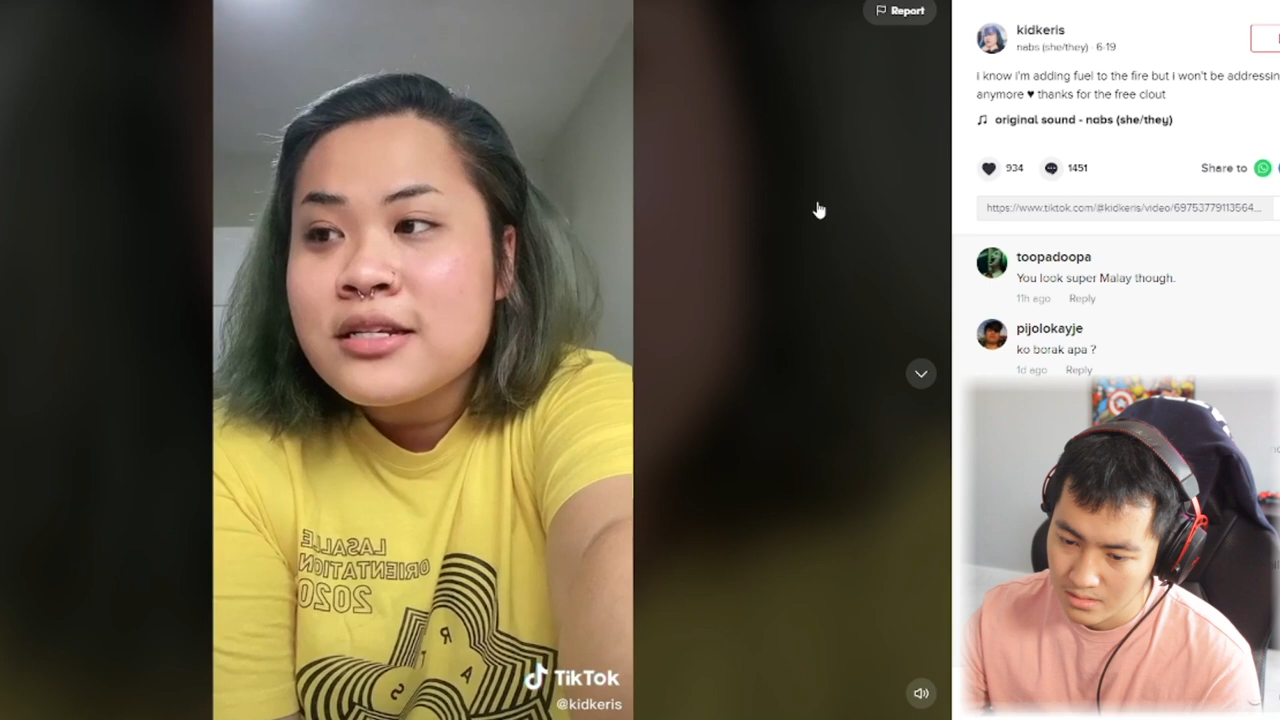 Report
kidkeris
nabs (she/they) · 6-19
i know i'm adding fuel to the fire but i won't be addressin
anymore ♥ thanks for the free clout
original sound - nabs (she/they)
934
1451
Share to
https://www.tiktok.com/@kidkeris/video/69753779113564...
toopadoopa
You look super Malay though.
11h ago Reply
pijolokayje
ko borak apa ?
1d ago Reply
LASALLE
ORIENTATION
2020
S T A R
TikTok
@kidkeris